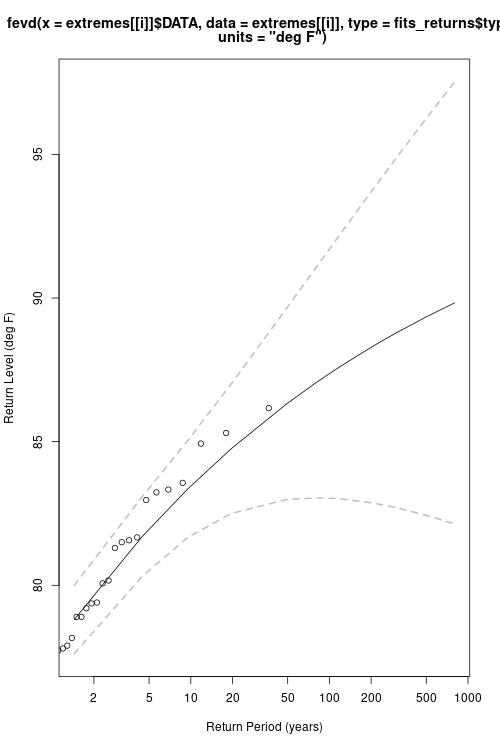 fevd(x = extremes[[i]]$DATA, data = extremes[[i]], type = fits_returns$typ
units = "deg F")
95
90
85
80
Return Level (deg F)
2 5 10 20 50 100 200 500 1000
Return Period (years)